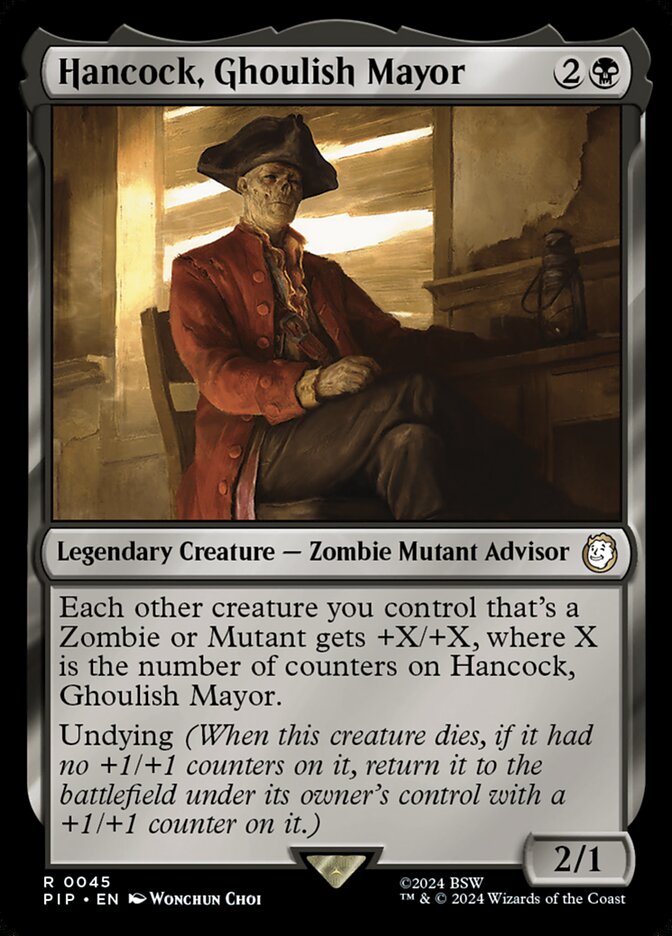 Hancock, Ghoulish Mayor 2
Legendary Creature — Zombie Mutant Advisor
Each other creature you control that's a
Zombie or Mutant gets +X/+X, where X
is the number of counters on Hancock,
Ghoulish Mayor.
Undying (When this creature dies, if it had
no +1/+1 counters on it, return it to the
battlefield under its owner's control with a
+1/+1 counter on it.)
2/1
R 0045
PIP • EN Wonchun Choi
©2024 BSW
™ & © 2024 Wizards of the Coast